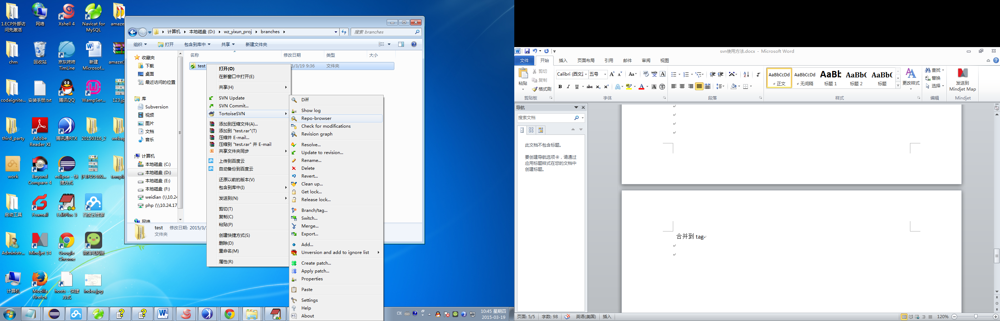 1.ECP外部访
问先激活
网络
Xshell 4
Navicat for
MySQL
amaze
chm
回收站
京东咚咚
TimLine
新建
Microsof...
amaze(
codeignite...
安装手册.txt
腾讯QQ
WampSer...
123.jp
third_party
Adobe
Reader XI
腾讯通RTX
20150316_2
webap
work
Beyond
Compare 4
eclipse - 快
捷方式
(FBFD1460...
templa
启动工具
Foxmail
EditPlus 3
百度云管家
Administr...
Mindjet 14
Google
Chrome
微信电脑版
计算机
Mozilla
Firefox
hosts - 快捷
方式
index.jpg
计算机
本地磁盘 (D:)
wz_yixun_proj
branches
搜索 branches
组织
打开
包含到库中
共享
新建文件夹
名称
修改日期
类型
大小
收藏夹
下载
桌面
最近访问的位置
库
Subversion
视频
图片
文档
音乐
计算机
本地磁盘 (C:)
本地磁盘 (D:)
本地磁盘 (E:)
本地磁盘 (F:)
weidian (\\10.24
php (\\10.24.17
网络
test
5/3/19 9:36
文件夹
test
修改日期: 2015/3/
文件夹
打开(O)
在新窗口中打开(E)
共享(H)
SVN Update
SVN Commit...
TortoiseSVN
添加到压缩文件(A)...
添加到 "test.rar"(T)
压缩并 E-mail...
压缩到 "test.rar" 并 E-mail
共享文件夹同步
上传到百度云
自动备份到百度云
还原以前的版本(V)
包含到库中(I)
发送到(N)
剪切(T)
复制(C)
粘贴(P)
创建快捷方式(S)
删除(D)
重命名(M)
属性(R)
Diff
Show log
Repo-browser
Check for modifications
Revision graph
Resolve...
Update to revision...
Rename...
Delete
Revert...
Clean up...
Get lock...
Release lock...
Branch/tag...
Switch...
Merge...
Export...
Add...
Unversion and add to ignore list
Create patch...
Apply patch...
Properties
Paste
Settings
Help
About
CH
10:45 星期四
2015-03-19
svn使用方法.docx - Microsoft Word
文件
开始
插入
页面布局
引用
邮件
审阅
视图
粘贴
剪切
复制
格式刷
剪贴板
Calibri (西文正
五号
字体
段落
AaBbCcDd
正文
AaBbCcDd
无间隔
AaBb
标题 1
AaBb(
标题 2
AaBb(
标题
更改样式
样式
查找
替换
选择
编辑
发送到
Mindjet Map
Mindjet
导航
搜索文档
此文档不包含标题。
要创建导航选项卡，请通过
应用标题样式在您的文档中
创建标题。
合并到 tag
页面: 5/5
字数: 98
英语(美国)
插入
120%